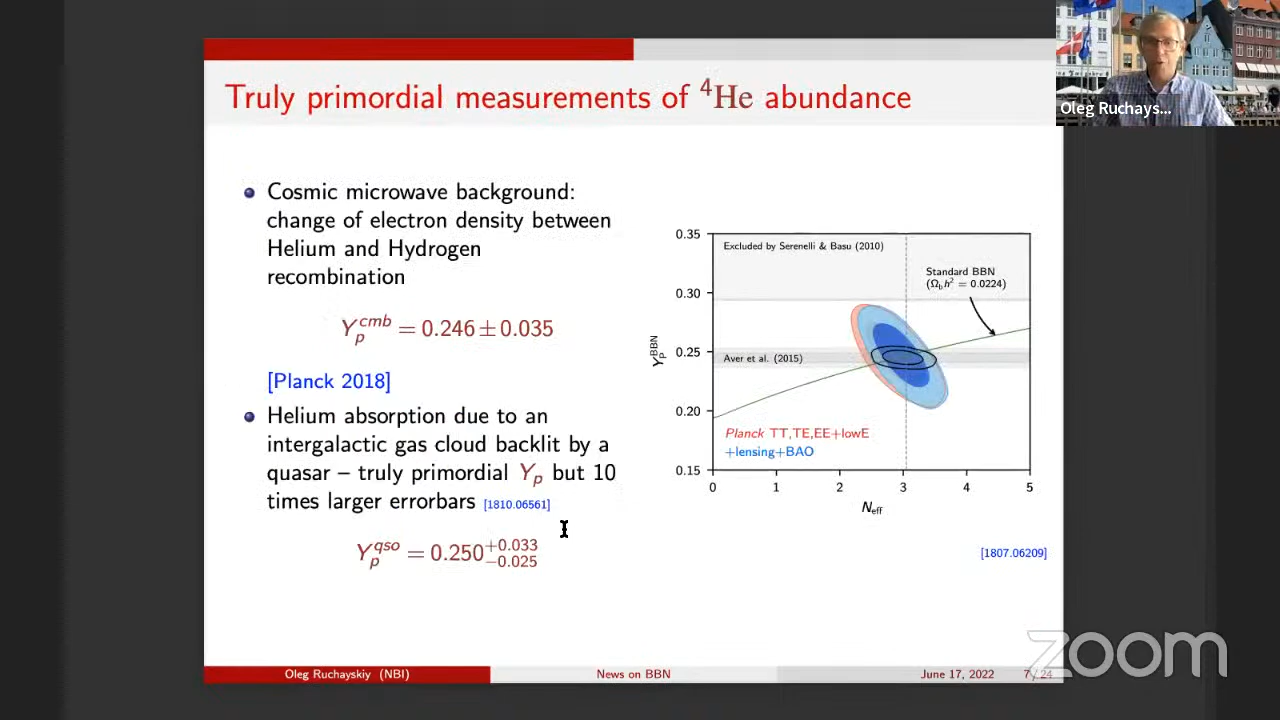 Truly primordial measurements of ⁴He abundance
Cosmic microwave background:
change of electron density between
Helium and Hydrogen
recombination
Y_p^{cmb} = 0.246 ± 0.035
[Planck 2018]
Helium absorption due to an
intergalactic gas cloud backlit by a
quasar – truly primordial Y_p but 10
times larger errorbars [1810.06561]
Y_p^{qso} = 0.250^{+0.033}_{−0.025}
0.35
0.30
0.25
0.20
0.15
Y_P^{BBN}
Excluded by Serenelli & Basu (2010)
Standard BBN
(Ω_b h² = 0.0224)
Aver et al. (2015)
Planck TT,TE,EE+lowE
+lensing+BAO
0 1 2 3 4 5
N_eff
[1807.06209]
Oleg Ruchayskiy (NBI) News on BBN June 17, 2022 7 / 24
Oleg Ruchays...
zoom